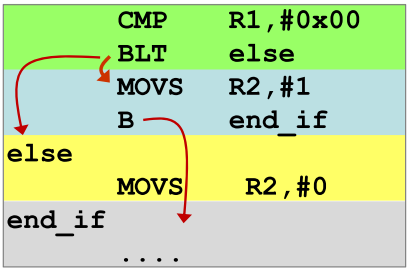 CMP R1,#0x00
BLT else
MOVS R2,#1
B end_if
else
MOVS R2,#0
end_if
....